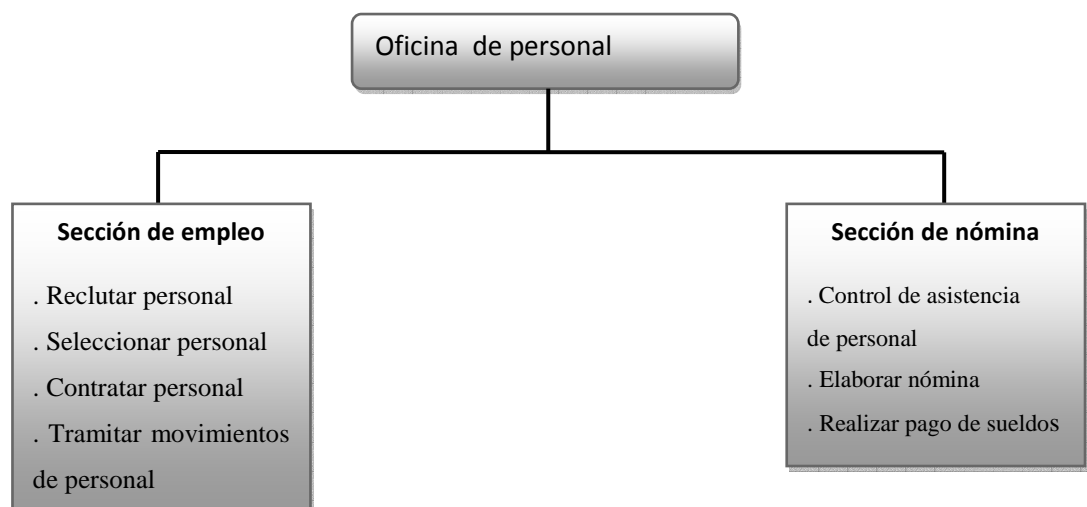 Oficina de personal
Sección de empleo
. Reclutar personal
. Seleccionar personal
. Contratar personal
. Tramitar movimientos
de personal
Sección de nómina
. Control de asistencia
de personal
. Elaborar nómina
. Realizar pago de sueldos